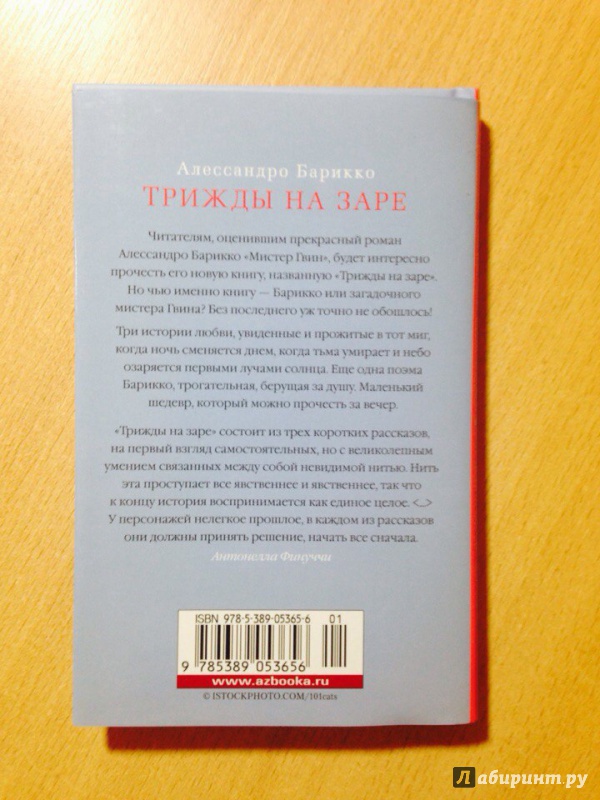 Алессандро Барикко
ТРИЖДЫ НА ЗАРЕ
Читателям, оценившим прекрасный роман
Алессандро Барикко «Мистер Гвин», будет интересно
прочесть его новую книгу, названную «Трижды на заре».
Но чью именно книгу — Барикко или загадочного
мистера Гвина? Без последнего уж точно не обошлось!
Три истории любви, увиденные и прожитые в тот миг,
когда ночь сменяется днем, когда тьма умирает и небо
озаряется первыми лучами солнца. Еще одна поэма
Барикко, трогательная, берущая за душу. Маленький
шедевр, который можно прочесть за вечер.
«Трижды на заре» состоит из трех коротких рассказов,
на первый взгляд самостоятельных, но с великолепным
умением связанных между собой невидимой нитью. Нить
эта проступает все явственнее и явственнее, так что
к концу история воспринимается как единое целое. <...>
У персонажей нелегкое прошлое, в каждом из рассказов
они должны принять решение, начать все сначала.
Антонелла Финуччи
ISBN 978-5-389-05365-6 01
9 785389 053656
www.azbooka.ru
© ISTOCKPHOTO.COM/101cats
Лабиринт.ру